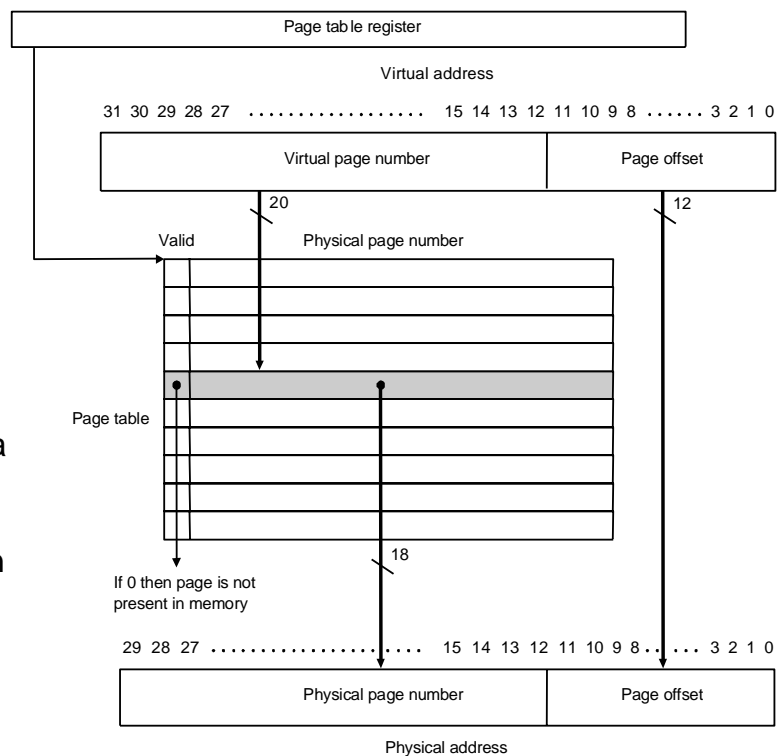 Page table register
Virtual address
31 30 29 28 27 .................. 15 14 13 12 11 10 9 8 ...... 3 2 1 0
Virtual page number Page offset
20 12
Valid Physical page number
Page table
a
18
If 0 then page is not
present in memory
29 28 27 ...................... 15 14 13 12 11 10 9 8 ...... 3 2 1 0
Physical page number Page offset
Physical address